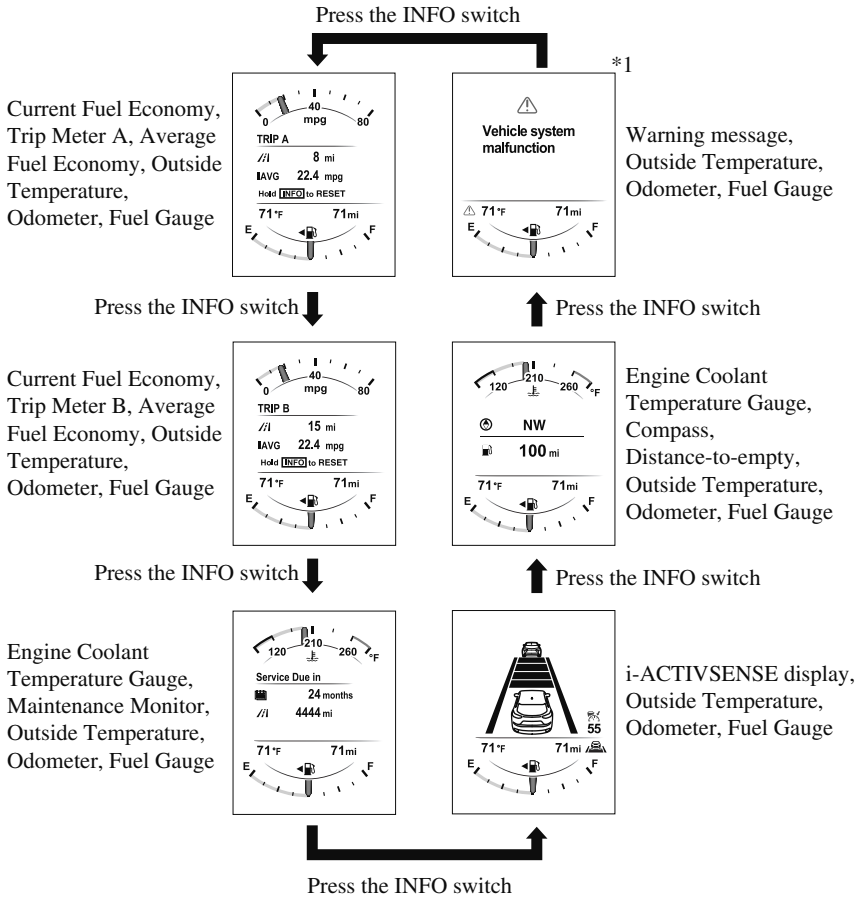 Press the INFO switch
Current Fuel Economy,
Trip Meter A, Average
Fuel Economy, Outside
Temperature,
Odometer, Fuel Gauge
0 40 80
mpg
TRIP A
8 mi
AVG 22.4 mpg
Hold INFO to RESET
71°F 71mi
E F
*1
Vehicle system
malfunction
71°F 71mi
E F
Warning message,
Outside Temperature,
Odometer, Fuel Gauge
Press the INFO switch
Press the INFO switch
Current Fuel Economy,
Trip Meter B, Average
Fuel Economy, Outside
Temperature,
Odometer, Fuel Gauge
0 40 80
mpg
TRIP B
15 mi
AVG 22.4 mpg
Hold INFO to RESET
71°F 71mi
E F
120 210 260 °F
NW
100 mi
71°F 71mi
E F
Engine Coolant
Temperature Gauge,
Compass,
Distance-to-empty,
Outside Temperature,
Odometer, Fuel Gauge
Press the INFO switch
Press the INFO switch
Engine Coolant
Temperature Gauge,
Maintenance Monitor,
Outside Temperature,
Odometer, Fuel Gauge
120 210 260 °F
Service Due in
24 months
4444 mi
71°F 71mi
E F
55
71°F 71mi
E F
i-ACTIVSENSE display,
Outside Temperature,
Odometer, Fuel Gauge
Press the INFO switch